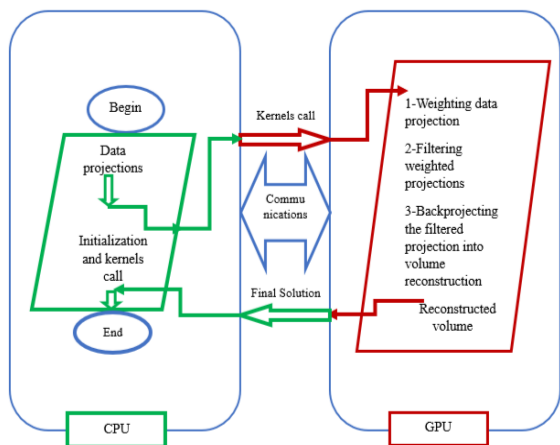 Begin
Data
projections
Initialization
and kernels
call
End
CPU
Kernels call
Commu
nications
Final Solution
1-Weighting data
projection
2-Filtering
weighted
projections
3-Backprojecting
the filtered
projection into
volume
reconstruction
Reconstructed
volume
GPU